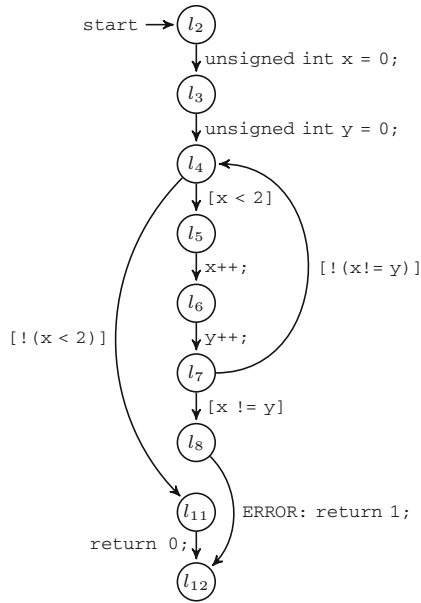 start
l2
unsigned int x = 0;
l3
unsigned int y = 0;
l4
[x < 2]
l5
x++;
[!(x!= y)]
l6
[!(x < 2)]
y++;
l7
[x != y]
l8
l11
ERROR: return 1;
return 0;
l12